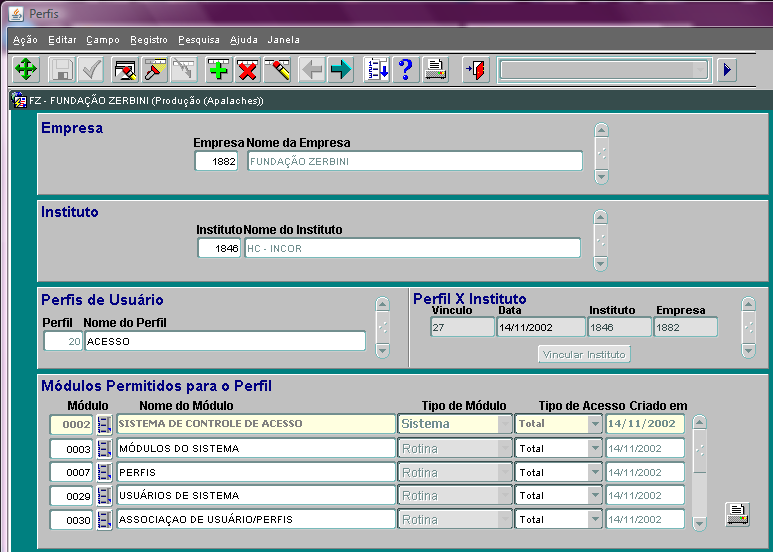 Perfis
Ação Editar Campo Registro Pesquisa Ajuda Janela
FZ - FUNDAÇÃO ZERBINI (Produção (Apalaches))
Empresa
Empresa Nome da Empresa
1882 FUNDAÇÃO ZERBINI
Instituto
Instituto Nome do Instituto
1846 HC - INCOR
Perfis de Usuário
Perfil Nome do Perfil
20 ACESSO
Perfil X Instituto
Vinculo Data Instituto Empresa
27 14/11/2002 1846 1882
Vincular Instituto
Módulos Permitidos para o Perfil
Módulo Nome do Módulo Tipo de Módulo Tipo de Acesso Criado em
0002 SISTEMA DE CONTROLE DE ACESSO Sistema Total 14/11/2002
0003 MÓDULOS DO SISTEMA Rotina Total 14/11/2002
0007 PERFIS Rotina Total 14/11/2002
0029 USUÁRIOS DE SISTEMA Rotina Total 14/11/2002
0030 ASSOCIAÇAO DE USUÁRIO/PERFIS Rotina Total 14/11/2002